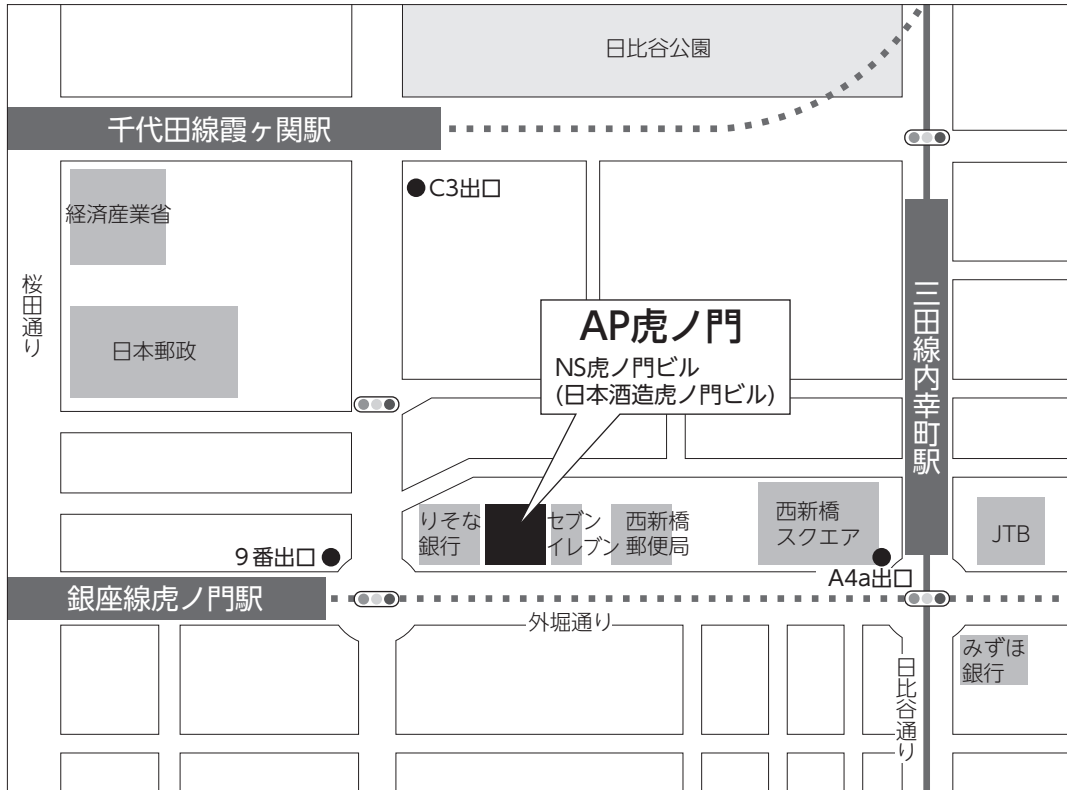 日比谷公園
千代田線霞ヶ関駅
C3出口
経済産業省
桜田通り
三田線内幸町駅
AP虎ノ門
日本郵政
NS虎ノ門ビル
(日本酒造虎ノ門ビル)
りそな
銀行
セブン
イレブン
西新橋
郵便局
西新橋
スクエア
JTB
9番出口
A4a出口
銀座線虎ノ門駅
外堀通り
みずほ
銀行
日比谷通り